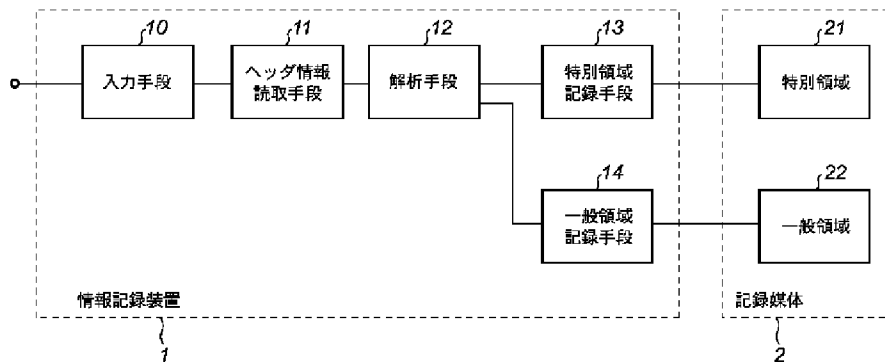 10
11
12
13
21
入力手段
ヘッダ情報
読取手段
解析手段
特別領域
記録手段
特別領域
14
22
一般領域
記録手段
一般領域
情報記録装置
記録媒体
1
2